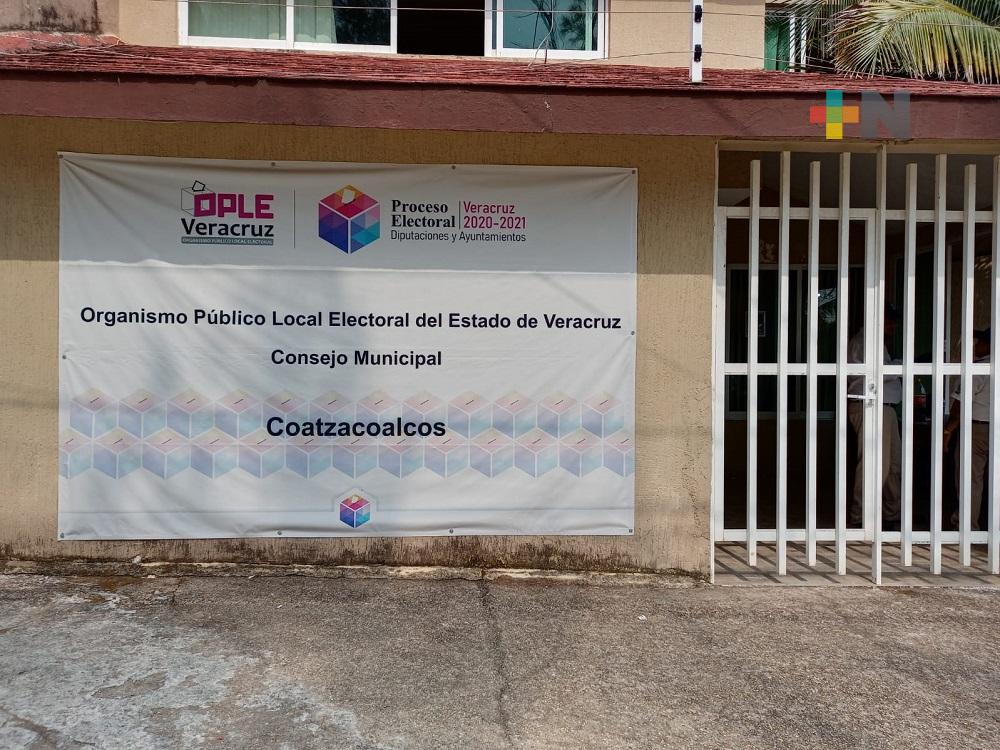 OPLE
Veracruz
ORGANISMO PÚBLICO LOCAL ELECTORAL
Proceso
Electoral
Veracruz
2020-2021
Diputaciones y Ayuntamientos
Organismo Público Local Electoral del Estado de Veracruz
Consejo Municipal
Coatzacoalcos
+N